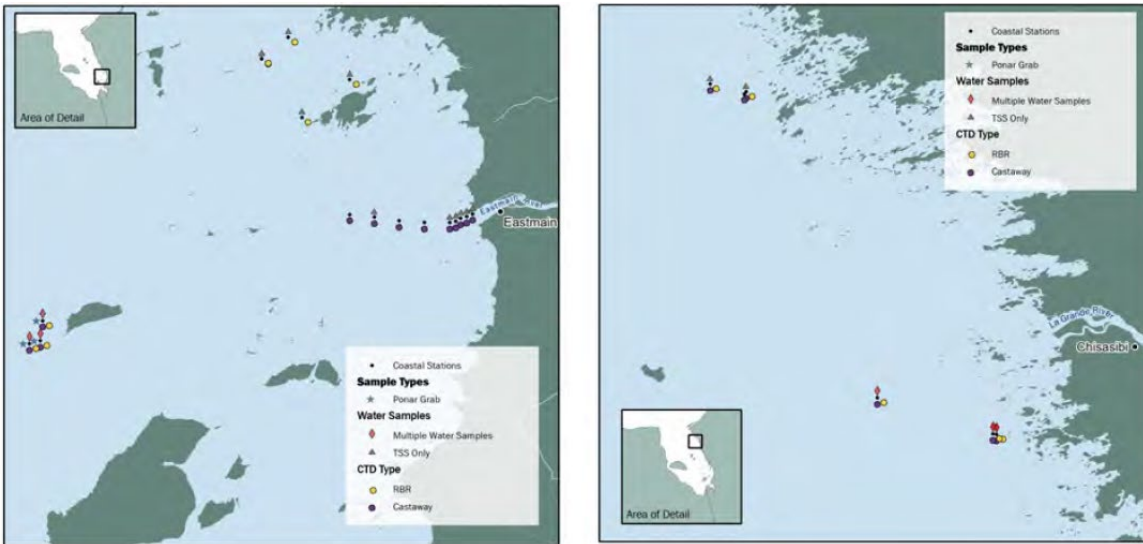 Area of Detail
Eastmain River
Eastmain
Coastal Stations
Sample Types
Ponar Grab
Water Samples
Multiple Water Samples
TSS Only
CTD Type
RBR
Castaway
Coastal Stations
Sample Types
Ponar Grab
Water Samples
Multiple Water Samples
TSS Only
CTD Type
RBR
Castaway
La Grande River
Chisasibi
Area of Detail